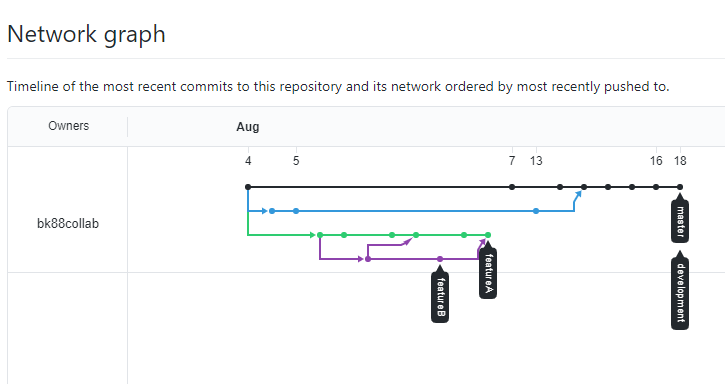 Network graph
Timeline of the most recent commits to this repository and its network ordered by most recently pushed to.
Owners
Aug
4 5 7 13 16 18
bk88collab
master
featureA
featureB
development